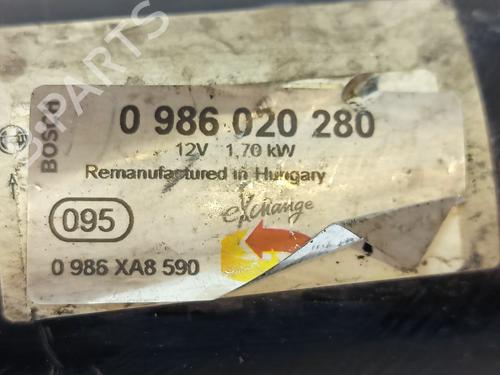 BPARTS
BOSCH
0 986 020 280
12V 1,70 kW
Remanufactured in Hungary
eXchange
095
0 986 XA8 590